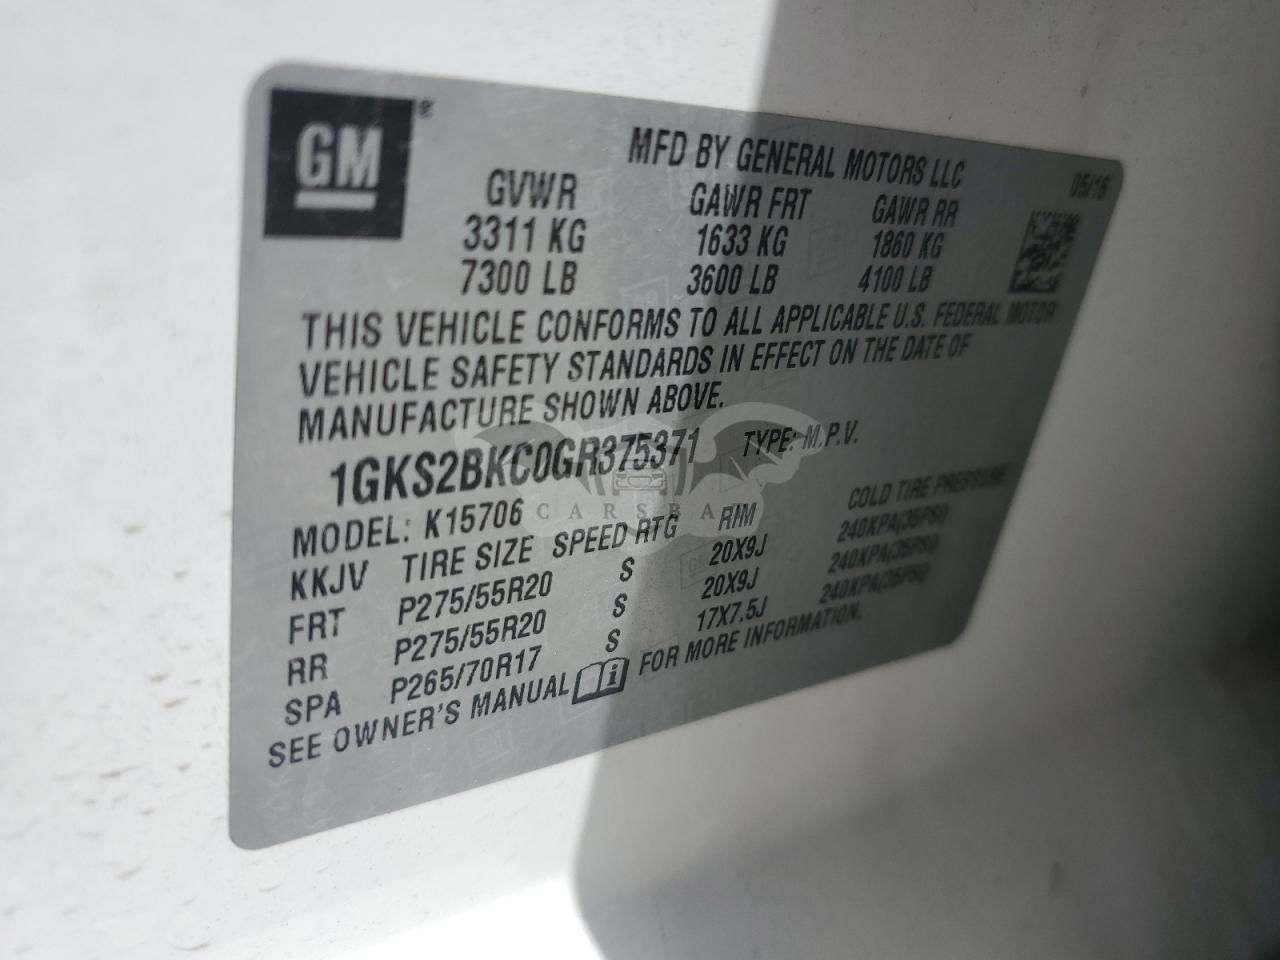 GM ®
MFD BY GENERAL MOTORS LLC
05/16
GVWR GAWR FRT GAWR RR
3311 KG 1633 KG 1860 KG
7300 LB 3600 LB 4100 LB
THIS VEHICLE CONFORMS TO ALL APPLICABLE U.S. FEDERAL MOTOR
VEHICLE SAFETY STANDARDS IN EFFECT ON THE DATE OF
MANUFACTURE SHOWN ABOVE.
1GKS2BKC0GR375371 TYPE: M.P.V.
CARSBA
MODEL: K15706
KKJV TIRE SIZE SPEED RTG RIM COLD TIRE PRESSURE
FRT P275/55R20 S 20X9J 240KPA(35PSI)
RR P275/55R20 S 20X9J 240KPA(35PSI)
SPA P265/70R17 S 17X7.5J 240KPA(35PSI)
SEE OWNER'S MANUAL i FOR MORE INFORMATION.